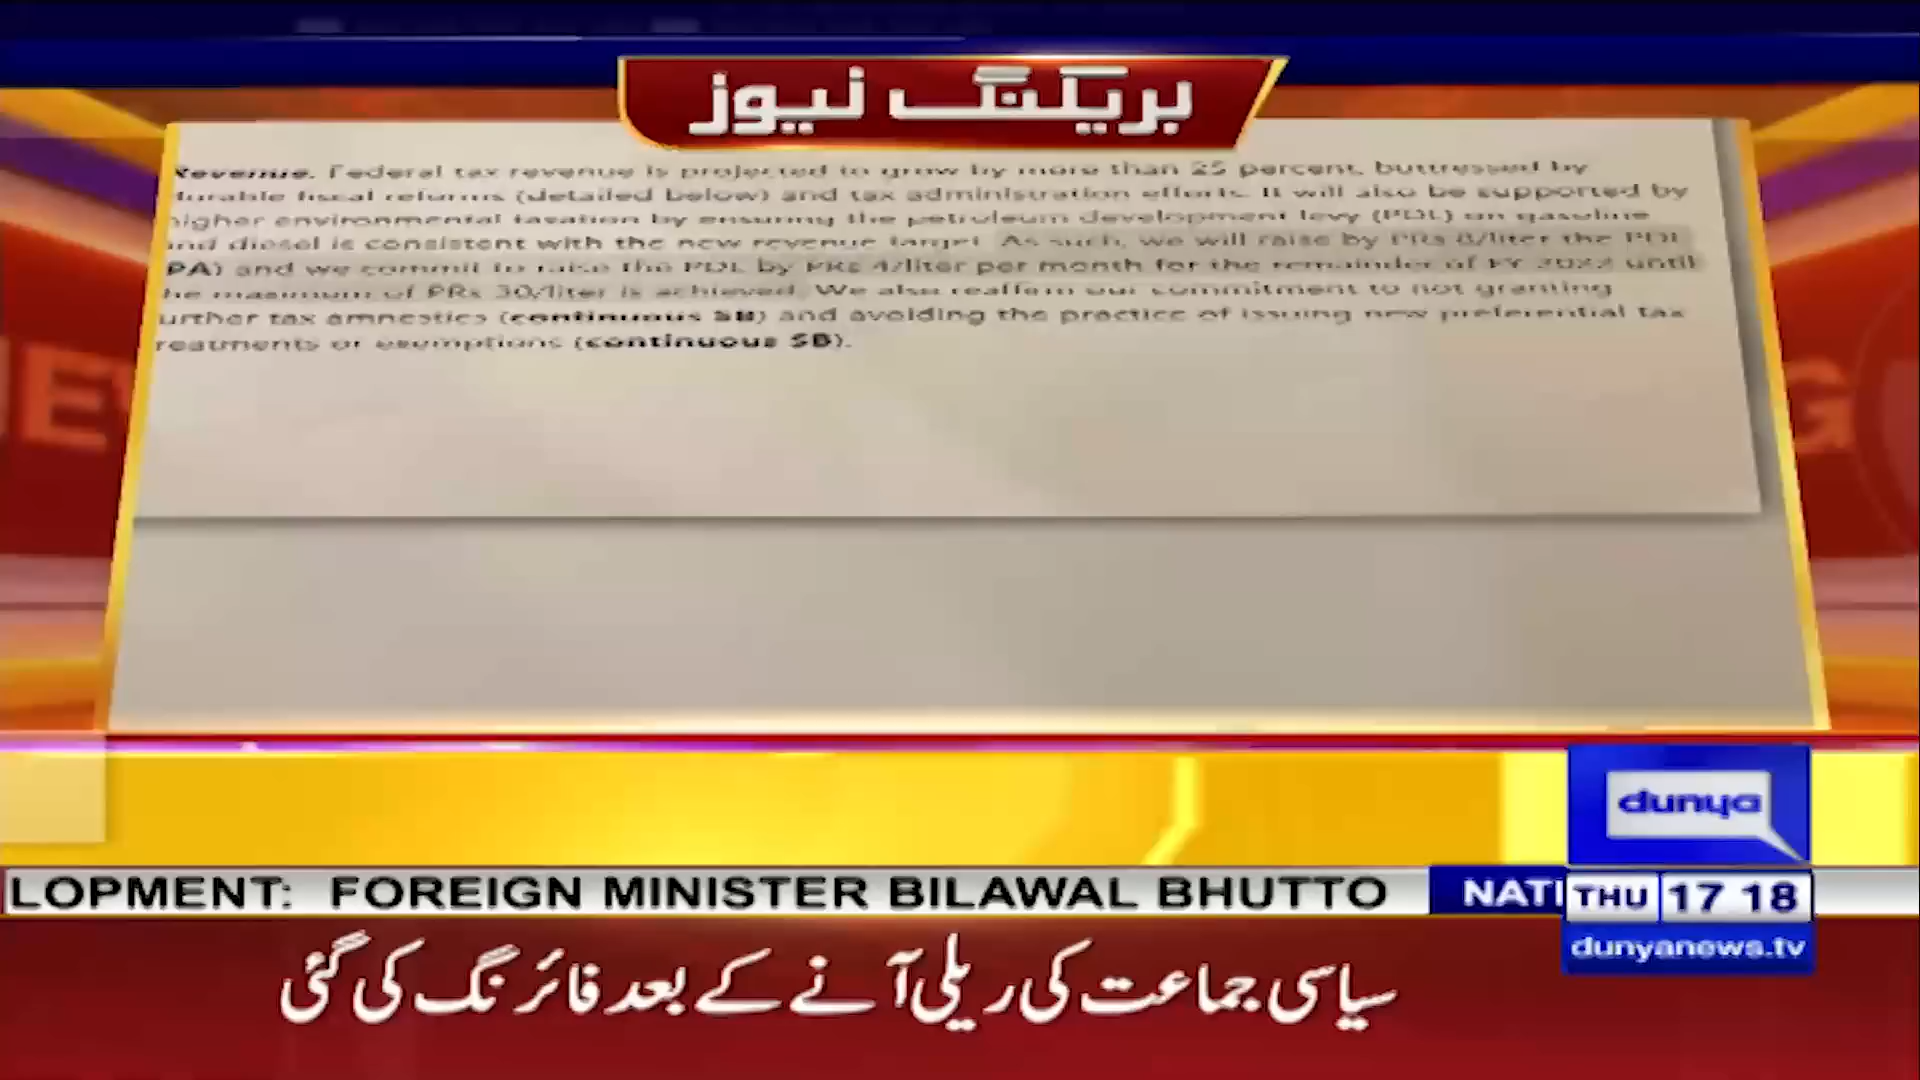 بریکنگ نیوز
Revenue. Federal tax revenue is projected to grow by more than 25 percent, buttressed by
durable fiscal reforms (detailed below) and tax administration efforts. It will also be supported by
higher environmental taxation by ensuring the petroleum development levy (PDL) on gasoline
and diesel is consistent with the new revenue target. As such, we will raise by PRs 8/liter the PDL
PA) and we commit to raise the PDL by PRs 4/liter per month for the remainder of FY 2022 until
he maximum of PRs 30/liter is achieved. We also reaffirm our commitment to not granting
urther tax amnesties (continuous SB) and avoiding the practice of issuing new preferential tax
reatments or exemptions (continuous SB).
dunya
LOPMENT: FOREIGN MINISTER BILAWAL BHUTTO NATI
THU 17 18
dunyanews.tv
سیاسی جماعت کی ریلی آنے کے بعد فائرنگ کی گئی